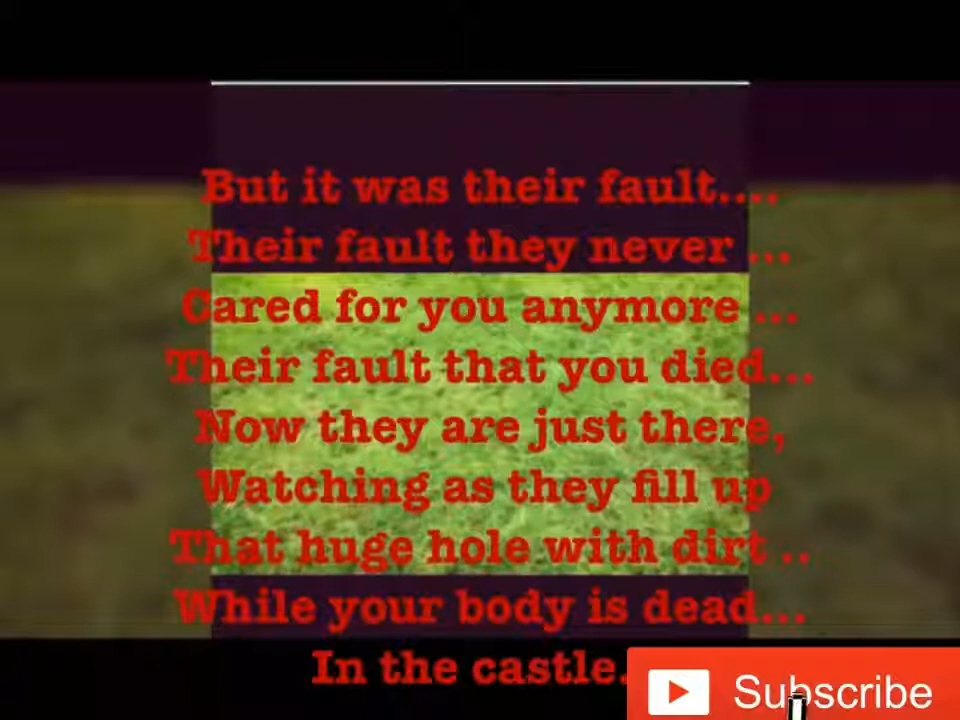 But it was their fault....
Their fault they never ...
Cared for you anymore ...
Their fault that you died...
Now they are just there,
Watching as they fill up
That huge hole with dirt ..
While your body is dead...
In the castle.
Subscribe